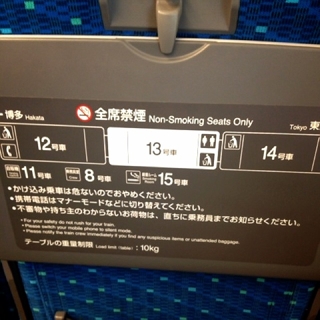 博多 Hakata
全席禁煙 Non-Smoking Seats Only
Tokyo 東
12号車
13号車
14号車
11号車
8号車
15号車
•かけ込み乗車は危ないのでおやめください。
•携帯電話はマナーモードなどに切り替えてください。
•不審物や持ち主のわからないお荷物は、直ちに乗務員までお知らせください。
•For your safety do not rush for your train.
•Please switch your mobile phone to silent mode.
•Please notify the train crew immediately if you find any suspicious items or unattended baggage.
テーブルの重量制限 Load limit (table) : 10kg